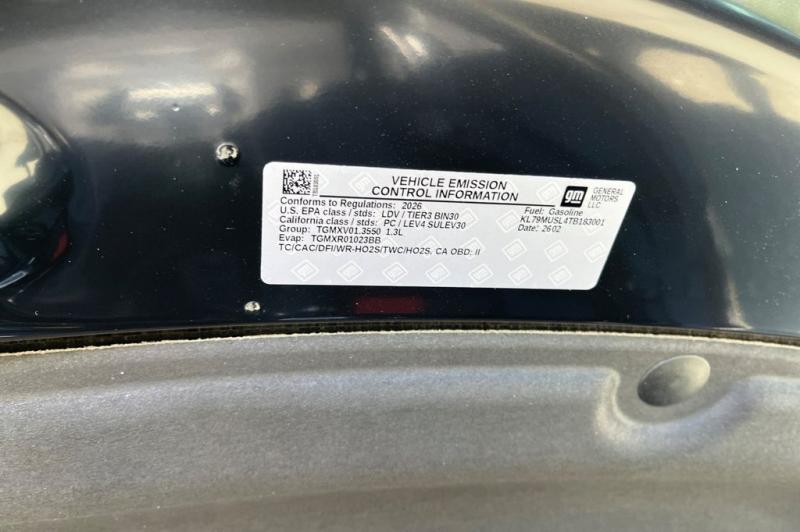 VEHICLE EMISSION
CONTROL INFORMATION
gm
GENERAL
MOTORS
LLC
Conforms to Regulations: 2026
U.S. EPA class / stds: LDV / TIER3 BIN30
California class / stds: PC / LEV4 SULEV30
Group: TGMXV01.3550 1.3L
Evap: TGMXR01023BB
TC/CAC/DFI/WR-HO2S/TWC/HO2S, CA OBD: II
Fuel: Gasoline
KL79MUSL4TB183001
Date: 2602